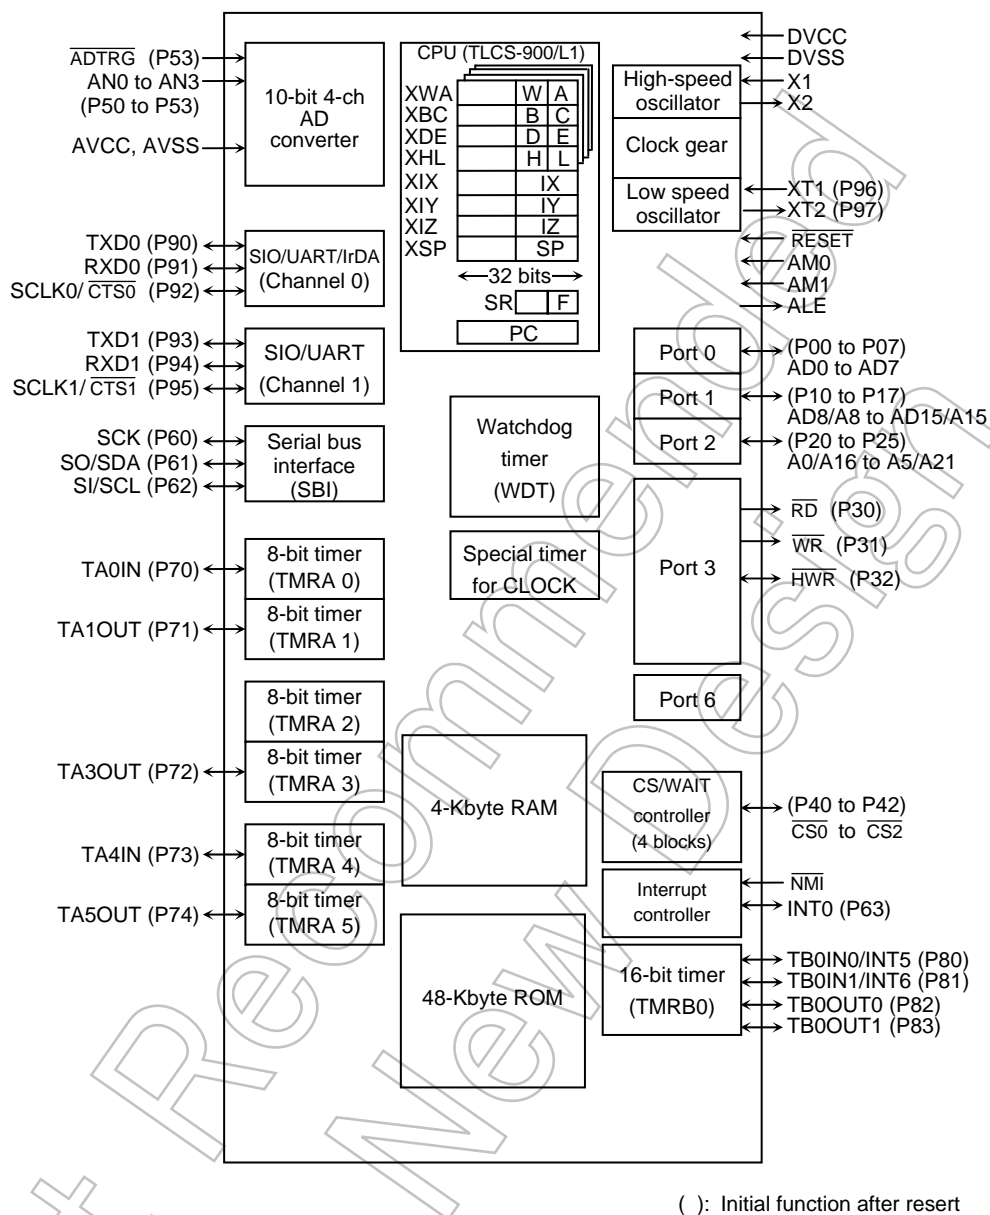 ADTRG (P53)
AN0 to AN3
(P50 to P53)
AVCC, AVSS
10-bit 4-ch
AD
converter
TXD0 (P90)
RXD0 (P91)
SCLK0/ CTS0 (P92)
SIO/UART/IrDA
(Channel 0)
TXD1 (P93)
RXD1 (P94)
SCLK1/ CTS1 (P95)
SIO/UART
(Channel 1)
SCK (P60)
SO/SDA (P61)
SI/SCL (P62)
Serial bus
interface
(SBI)
TA0IN (P70)
8-bit timer
(TMRA 0)
TA1OUT (P71)
8-bit timer
(TMRA 1)
8-bit timer
(TMRA 2)
TA3OUT (P72)
8-bit timer
(TMRA 3)
TA4IN (P73)
8-bit timer
(TMRA 4)
TA5OUT (P74)
8-bit timer
(TMRA 5)
CPU (TLCS-900/L1)
XWA W A
XBC B C
XDE D E
XHL H L
XIX IX
XIY IY
XIZ IZ
XSP SP
32 bits
SR F
PC
Watchdog
timer
(WDT)
Special timer
for CLOCK
4-Kbyte RAM
48-Kbyte ROM
DVCC
DVSS
High-speed
oscillator
X1
X2
Clock gear
Low speed
oscillator
XT1 (P96)
XT2 (P97)
RESET
AM0
AM1
ALE
Port 0
(P00 to P07)
AD0 to AD7
Port 1
(P10 to P17)
AD8/A8 to AD15/A15
Port 2
(P20 to P25)
A0/A16 to A5/A21
Port 3
RD (P30)
WR (P31)
HWR (P32)
Port 6
CS/WAIT
controller
(4 blocks)
(P40 to P42)
CS0 to CS2
Interrupt
controller
NMI
INT0 (P63)
16-bit timer
(TMRB0)
TB0IN0/INT5 (P80)
TB0IN1/INT6 (P81)
TB0OUT0 (P82)
TB0OUT1 (P83)
( ): Initial function after resert
Recommended
New Design